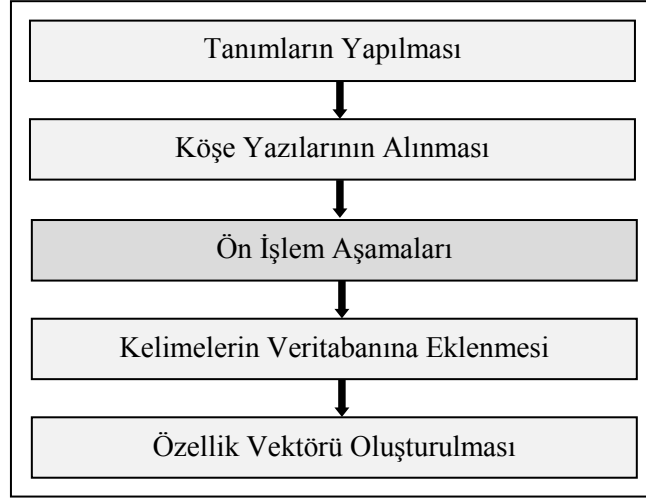 Tanımların Yapılması
Köşe Yazılarının Alınması
Ön İşlem Aşamaları
Kelimelerin Veritabanına Eklenmesi
Özellik Vektörü Oluşturulması